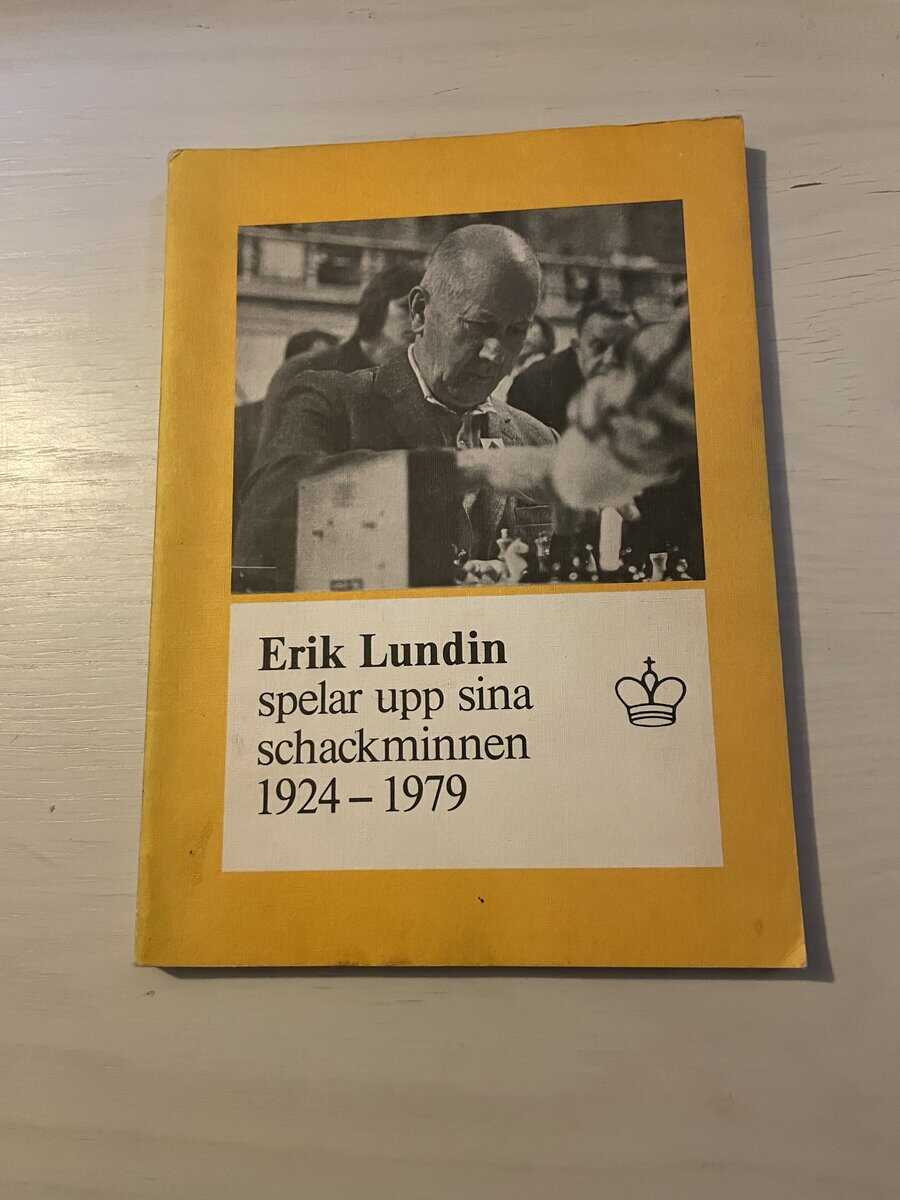 Erik Lundin
spelar upp sina
schackminnen
1924 – 1979